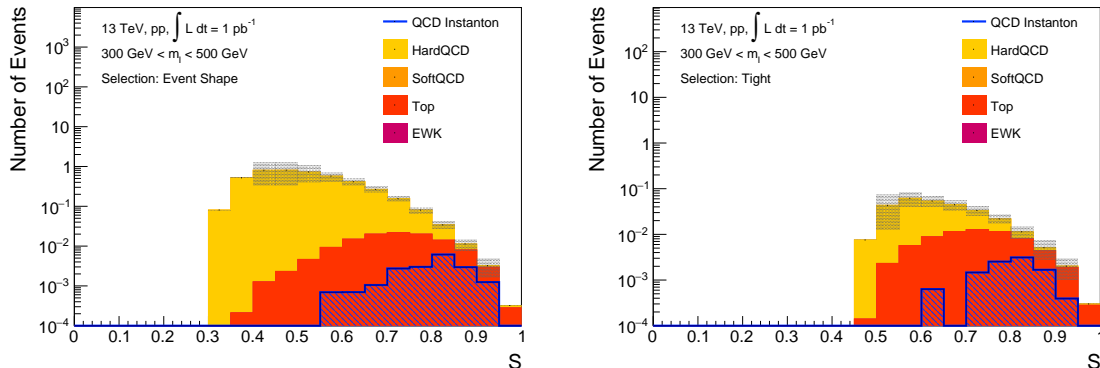 Number of Events
10³
10²
10
1
10⁻¹
10⁻²
10⁻³
10⁻⁴
13 TeV, pp, ∫ L dt = 1 pb⁻¹
300 GeV < mᵢ < 500 GeV
Selection: Event Shape
QCD Instanton
HardQCD
SoftQCD
Top
EWK
0 0.1 0.2 0.3 0.4 0.5 0.6 0.7 0.8 0.9 1
S
Number of Events
10²
10
1
10⁻¹
10⁻²
10⁻³
10⁻⁴
13 TeV, pp, ∫ L dt = 1 pb⁻¹
300 GeV < mᵢ < 500 GeV
Selection: Tight
QCD Instanton
HardQCD
SoftQCD
Top
EWK
0 0.1 0.2 0.3 0.4 0.5 0.6 0.7 0.8 0.9 1
S